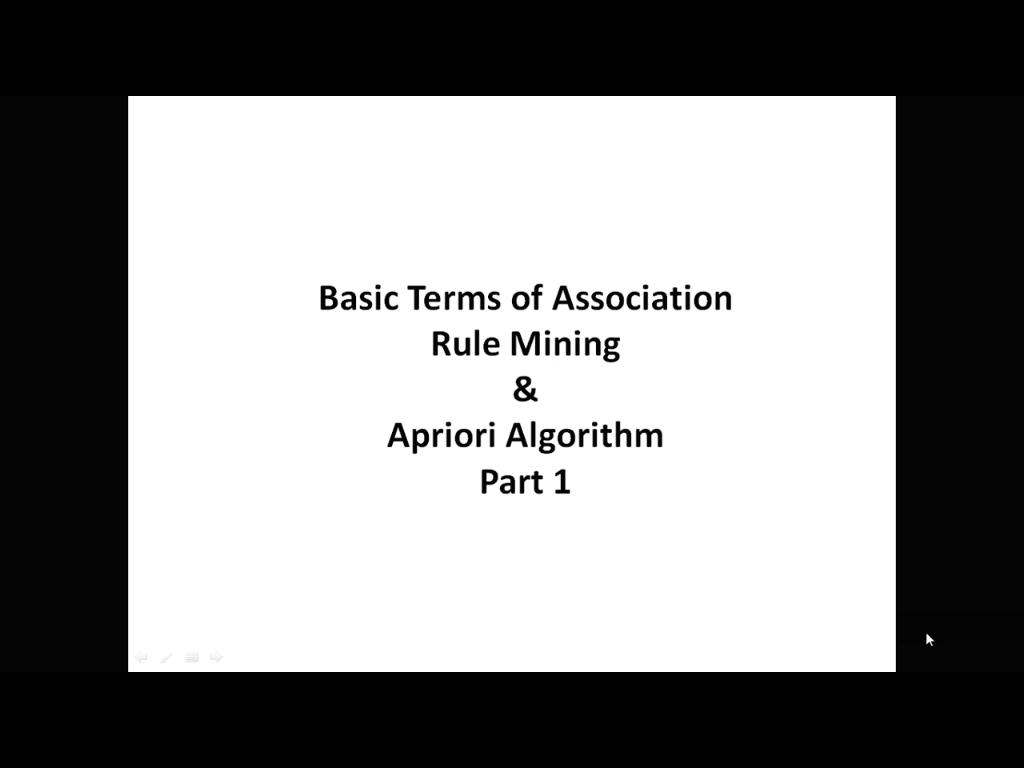 Basic Terms of Association
Rule Mining
&
Apriori Algorithm
Part 1